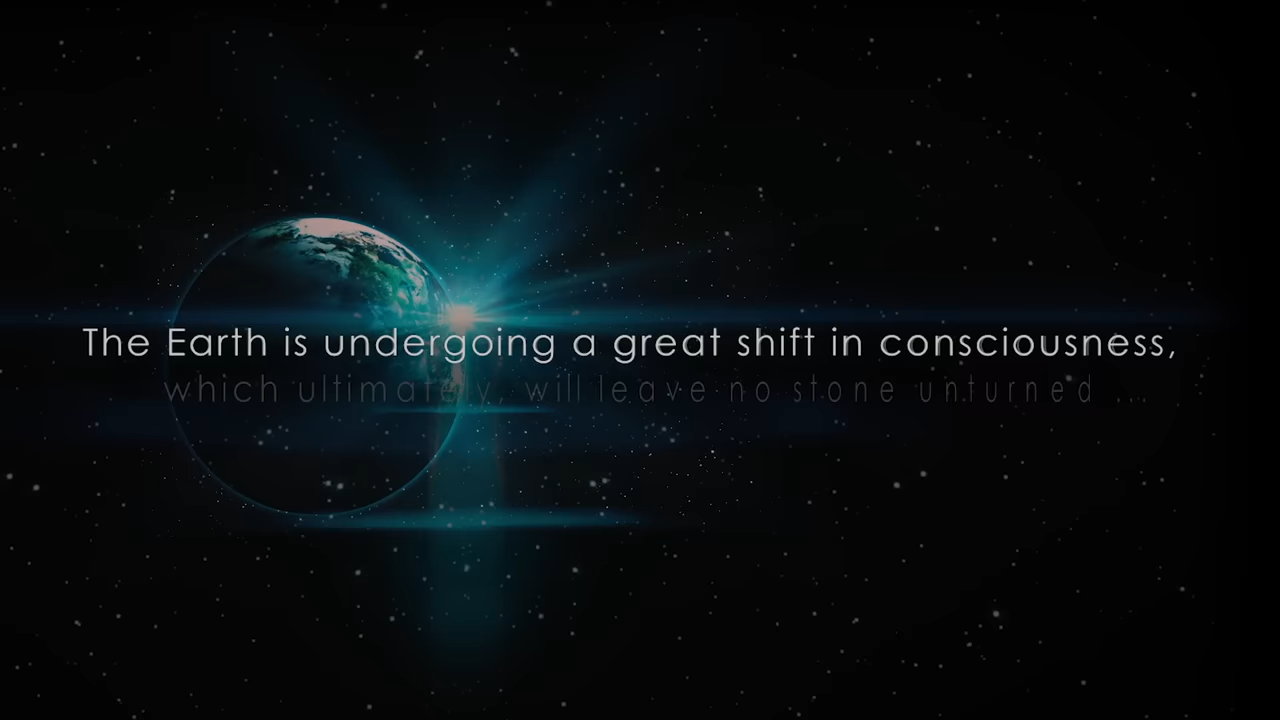 The Earth is undergoing a great shift in consciousness,
which ultimately, will leave no stone unturned ...